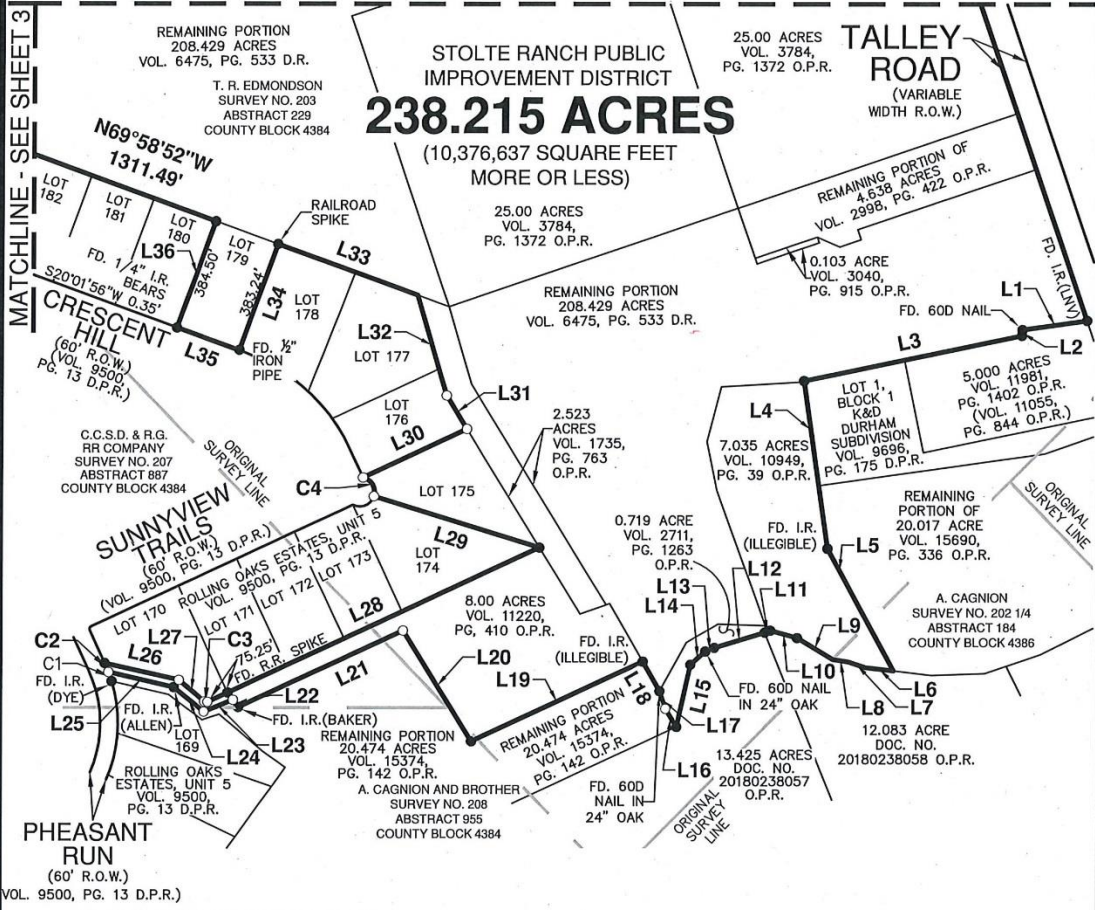 MATCHLINE - SEE SHEET 3
REMAINING PORTION
208.429 ACRES
VOL. 6475, PG. 533 D.R.
T. R. EDMONDSON
SURVEY NO. 203
ABSTRACT 229
COUNTY BLOCK 4384
STOLTE RANCH PUBLIC
IMPROVEMENT DISTRICT
238.215 ACRES
(10,376,637 SQUARE FEET
MORE OR LESS)
25.00 ACRES
VOL. 3784,
PG. 1372 O.P.R.
TALLEY
ROAD
(VARIABLE
WIDTH R.O.W.)
N69°58'52"W
1311.49'
LOT
182
LOT
181
LOT
180
LOT
179
L36
384.50'
383.24'
L34
RAILROAD
SPIKE
L33
LOT
178
FD. 1/4" I.R.
BEARS
S20°01'56"W 0.35'
CRESCENT
HILL
(60' R.O.W.)
(VOL. 9500,
PG. 13 D.P.R.)
L35
FD. ½"
IRON
PIPE
L32
LOT 177
L31
LOT
176
L30
25.00 ACRES
VOL. 3784,
PG. 1372 O.P.R.
REMAINING PORTION
208.429 ACRES
VOL. 6475, PG. 533 D.R.
REMAINING PORTION OF
4.638 ACRES
VOL. 2998, PG. 422 O.P.R.
0.103 ACRE
VOL. 3040,
PG. 915 O.P.R.
FD. I.R.(LNV)
L1
FD. 60D NAIL
L2
L3
L4
LOT 1,
BLOCK 1
K&D
DURHAM
SUBDIVISION
VOL. 9696,
PG. 175 D.P.R.
5.000 ACRES
VOL. 11981,
PG. 1402 O.P.R.
(VOL. 11055,
PG. 844 O.P.R.)
7.035 ACRES
VOL. 10949,
PG. 39 O.P.R.
2.523
ACRES
VOL. 1735,
PG. 763
O.P.R.
C.C.S.D. & R.G.
RR COMPANY
SURVEY NO. 207
ABSTRACT 887
COUNTY BLOCK 4384
ORIGINAL
SURVEY LINE
C4
LOT 175
L29
LOT
174
SUNNYVIEW
TRAILS
(60' R.O.W.)
(VOL. 9500, PG. 13 D.P.R.)
ROLLING OAKS ESTATES, UNIT 5
VOL. 9500, PG. 13 D.P.R.
LOT 170
LOT 171
LOT 172
LOT 173
L28
REMAINING
PORTION OF
20.017 ACRE
VOL. 15690,
PG. 336 O.P.R.
ORIGINAL
SURVEY LINE
FD. I.R.
(ILLEGIBLE)
L5
0.719 ACRE
VOL. 2711,
PG. 1263
O.P.R.
L12
L11
L13
L14
A. CAGNION
SURVEY NO. 202 1/4
ABSTRACT 184
COUNTY BLOCK 4386
L9
L10
L6
L7
L8
12.083 ACRE
DOC. NO.
20180238058 O.P.R.
8.00 ACRES
VOL. 11220,
PG, 410 O.P.R.
FD. I.R.
(ILLEGIBLE)
L20
L19
L18
L15
FD. 60D NAIL
IN 24" OAK
L17
L16
13.425 ACRES
DOC. NO.
20180238057
O.P.R.
REMAINING PORTION
20.474 ACRES
VOL. 15374,
PG. 142 O.P.R.
FD. 60D
NAIL IN
24" OAK
ORIGINAL
SURVEY
LINE
C2
C1
L26
L27
C3
75.25'
FD. R.R. SPIKE
L21
L22
FD. I.R.
(DYE)
L25
FD. I.R.
(ALLEN)
LOT
169
L24
L23
FD. I.R.(BAKER)
REMAINING PORTION
20.474 ACRES
VOL. 15374,
PG. 142 O.P.R.
A. CAGNION AND BROTHER
SURVEY NO. 208
ABSTRACT 955
COUNTY BLOCK 4384
ROLLING OAKS
ESTATES, UNIT 5
VOL. 9500,
PG. 13 D.P.R.
PHEASANT
RUN
(60' R.O.W.)
VOL. 9500, PG. 13 D.P.R.)